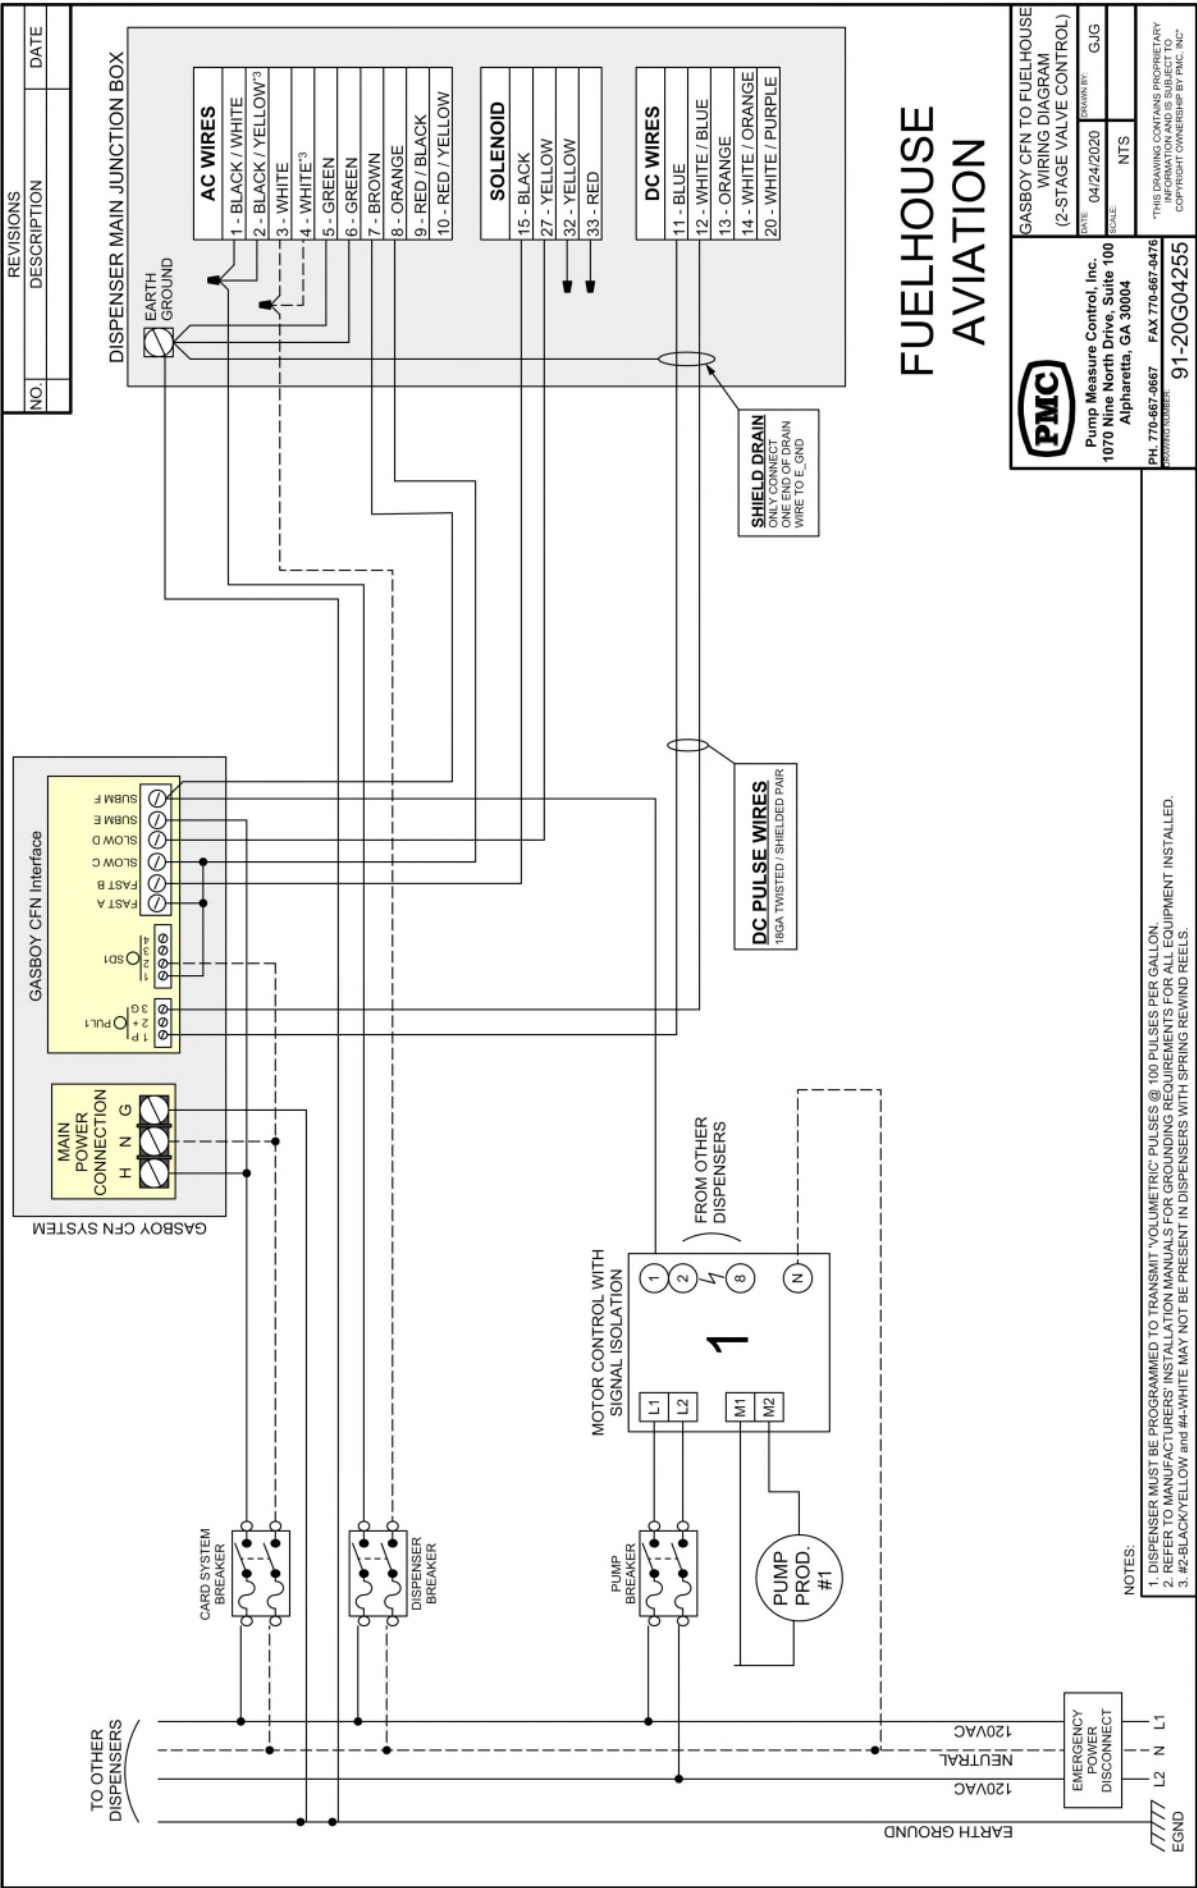 REVISIONS
NO.
DESCRIPTION
DATE
GASBOY CFN SYSTEM
MAIN
POWER
CONNECTION
H
N
G
GASBOY CFN Interface
PUL1
1 P
2 +
3 G
SD1
1
2
3
4
FAST A
FAST B
SLOW C
SLOW D
SUBM E
SUBM F
DISPENSER MAIN JUNCTION BOX
EARTH
GROUND
AC WIRES
1 - BLACK / WHITE
2 - BLACK / YELLOW*3
3 - WHITE
4 - WHITE*3
5 - GREEN
6 - GREEN
7 - BROWN
8 - ORANGE
9 - RED / BLACK
10 - RED / YELLOW
SOLENOID
15 - BLACK
27 - YELLOW
32 - YELLOW
33 - RED
DC WIRES
11 - BLUE
12 - WHITE / BLUE
13 - ORANGE
14 - WHITE / ORANGE
20 - WHITE / PURPLE
TO OTHER
DISPENSERS
CARD SYSTEM
BREAKER
DISPENSER
BREAKER
PUMP
BREAKER
MOTOR CONTROL WITH
SIGNAL ISOLATION
L1
L2
M1
M2
1
1
2
8
N
FROM OTHER
DISPENSERS
PUMP
PROD.
#1
DC PULSE WIRES
18GA TWISTED / SHIELDED PAIR
SHIELD DRAIN
ONLY CONNECT
ONE END OF DRAIN
WIRE TO E_GND
FUELHOUSE
AVIATION
120VAC
NEUTRAL
120VAC
EARTH GROUND
EMERGENCY
POWER
DISCONNECT
EGND
L2
N
L1
NOTES:
1. DISPENSER MUST BE PROGRAMMED TO TRANSMIT 'VOLUMETRIC' PULSES @ 100 PULSES PER GALLON.
2. REFER TO MANUFACTURERS' INSTALLATION MANUALS FOR GROUNDING REQUIREMENTS FOR ALL EQUIPMENT INSTALLED.
3. #2-BLACK/YELLOW and #4-WHITE MAY NOT BE PRESENT IN DISPENSERS WITH SPRING REWIND REELS.
PMC
Pump Measure Control, Inc.
1070 Nine North Drive, Suite 100
Alpharetta, GA 30004
PH. 770-667-0667 FAX 770-667-0476
DRAWING NUMBER:
91-20G04255
GASBOY CFN TO FUELHOUSE
WIRING DIAGRAM
(2-STAGE VALVE CONTROL)
DATE:
04/24/2020
DRAWN BY:
GJG
SCALE:
NTS
"THIS DRAWING CONTAINS PROPRIETARY
INFORMATION AND IS SUBJECT TO
COPYRIGHT OWNERSHIP BY PMC, INC"